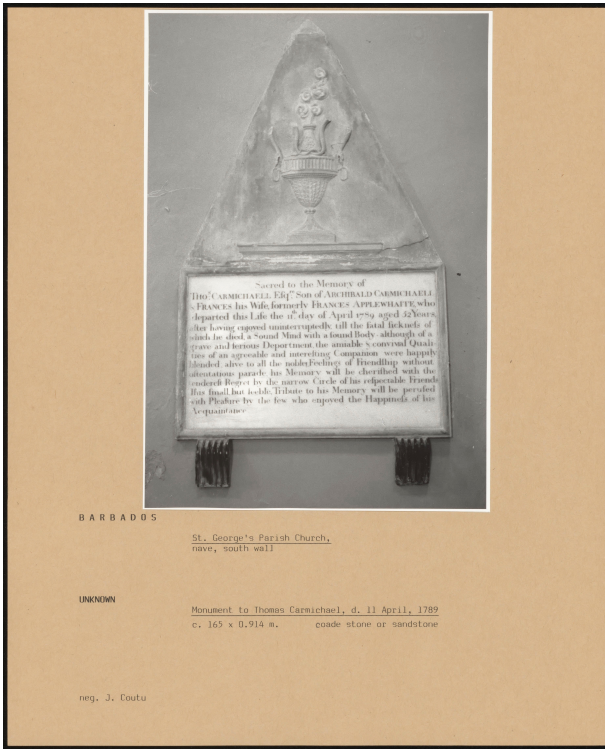 Sacred to the Memory of
Thos. CARMICHAELL Esqr. Son of ARCHIBALD CARMICHAELL
& FRANCES his Wife, formerly FRANCES APPLEWHAITE, who
departed this Life the 11th day of April 1789 aged 52 Years,
after having enjoyed uninterruptedly, till the fatal ſickneſs of
which he died, a Sound Mind with a ſound Body. although of a
grave and ſerious Department, the amiable & convivial Quali-
ties of an agreeable and intereſting Companion were happily
blended alive to all the nobler Feelings of Friendſhip without
oſtentatious parade his Memory will be cheriſhed with the
tendereſt Regret by the narrow Circle of his reſpectable Friends
this ſmall, but feeble, Tribute to his Memory will be peruſed
with Pleaſure by the few who enjoyed the Happineſs of his
Acquaintance
BARBADOS
St. George's Parish Church,
nave, south wall
UNKNOWN
Monument to Thomas Carmichael, d. 11 April, 1789
c. 165 x 0.914 m. coade stone or sandstone
neg. J. Coutu